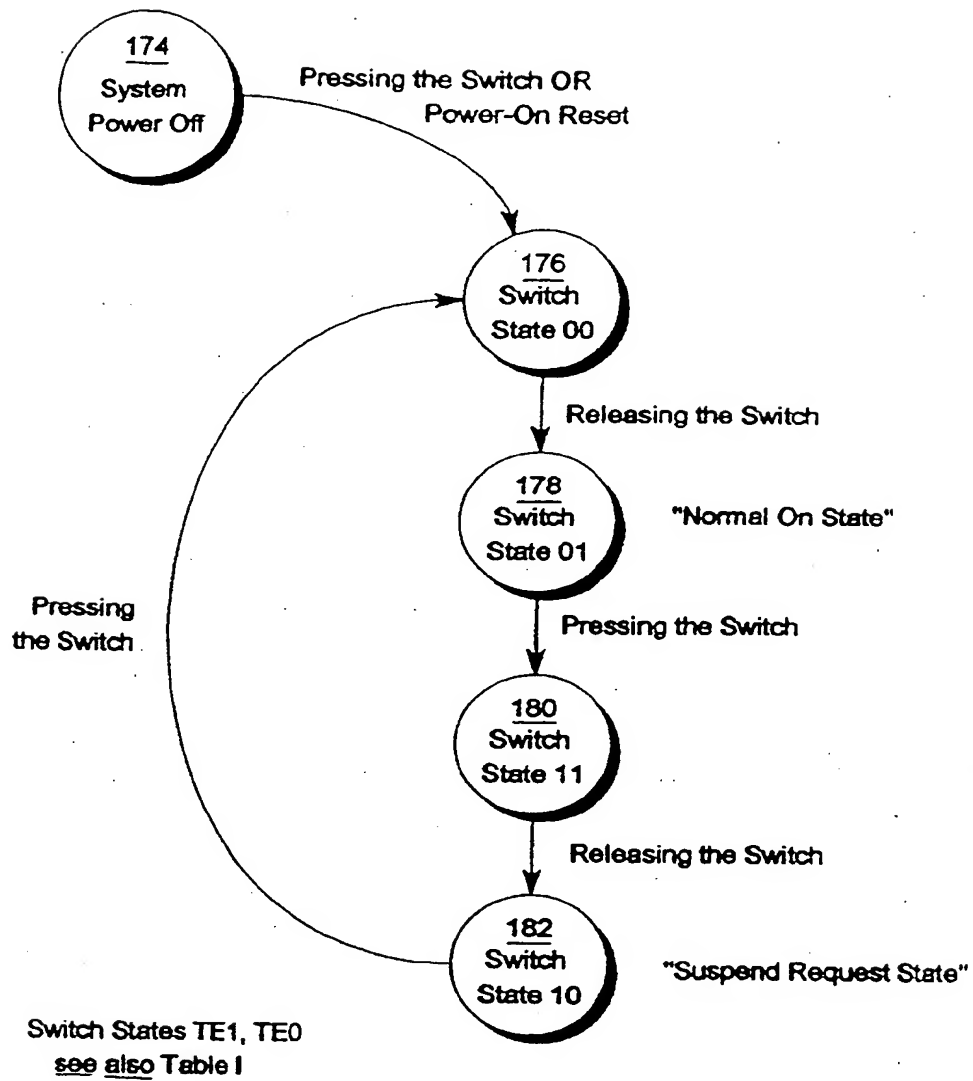 174
System
Power Off
Pressing the Switch OR
Power-On Reset
176
Switch
State 00
Releasing the Switch
178
Switch
State 01
"Normal On State"
Pressing
the Switch
Pressing the Switch
180
Switch
State 11
Releasing the Switch
182
Switch
State 10
"Suspend Request State"
Switch States TE1, TE0
see also Table I